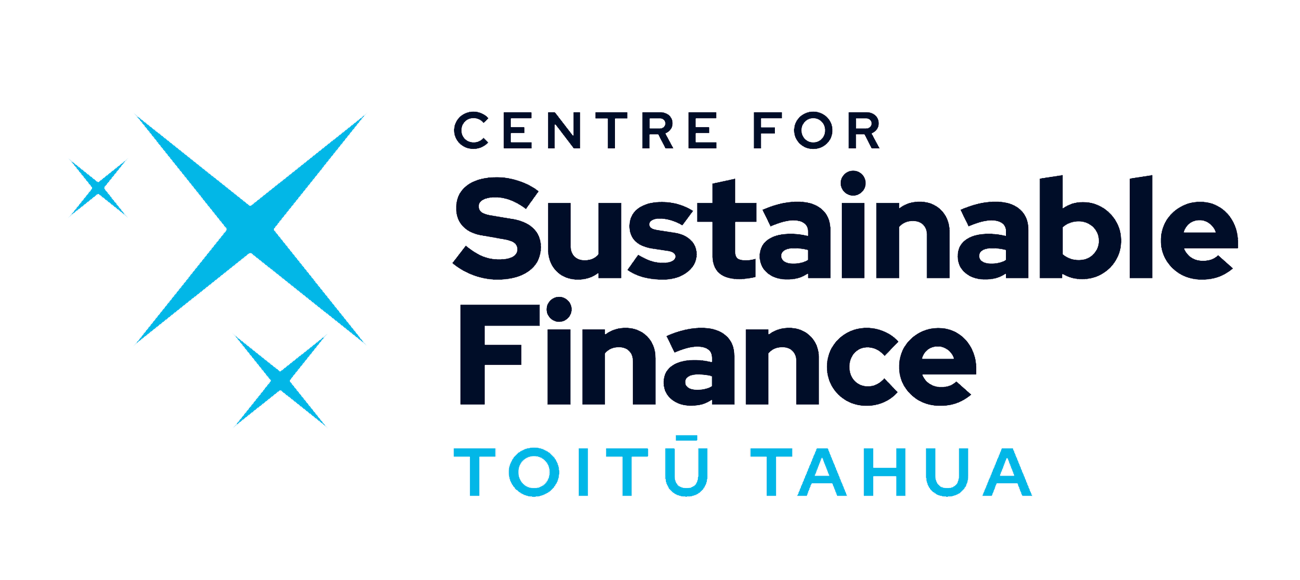 CENTRE FOR
Sustainable
Finance
TOITŪ TAHUA